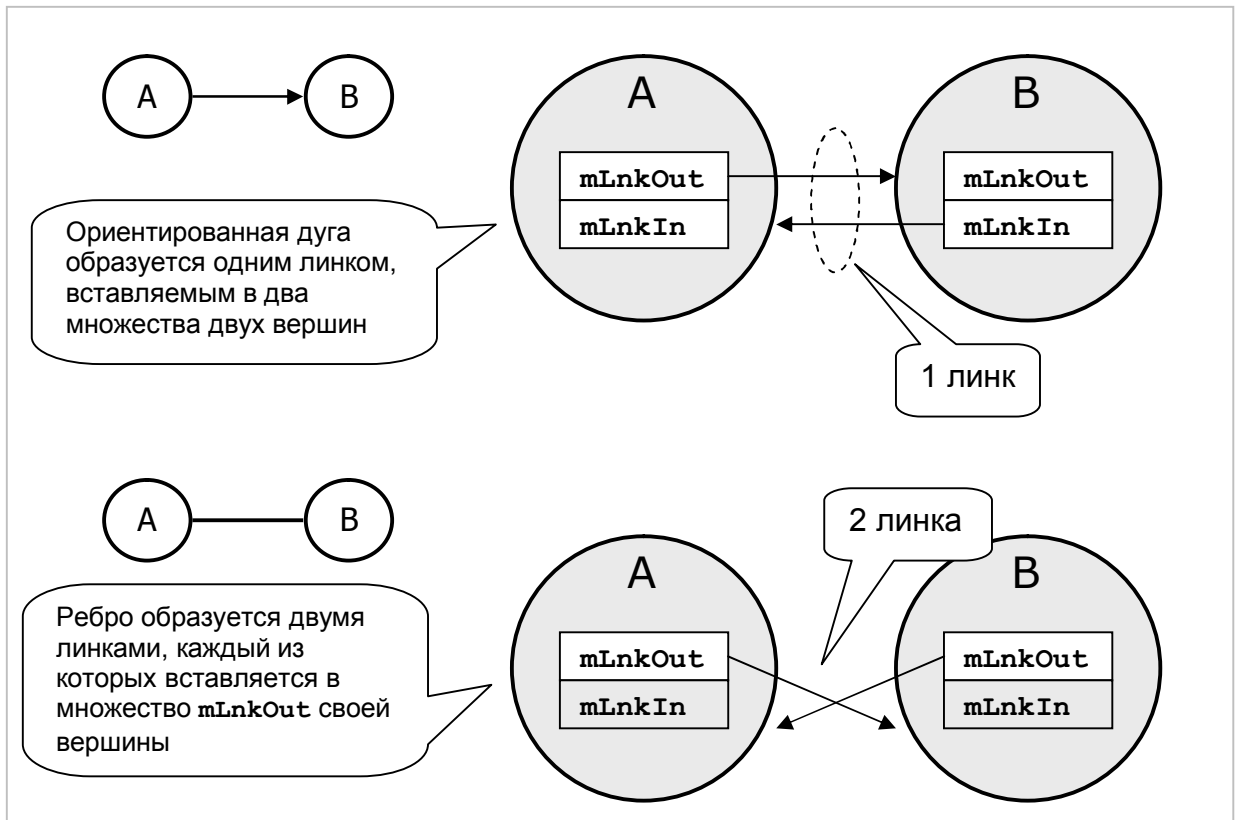 A
B
A
B
mLnkOut
mLnkIn
mLnkOut
mLnkIn
Ориентированная дуга
образуется одним линком,
вставляемым в два
множества двух вершин
1 линк
A
B
2 линка
A
B
Ребро образуется двумя
линками, каждый из
которых вставляется в
множество mLnkOut своей
вершины
mLnkOut
mLnkIn
mLnkOut
mLnkIn